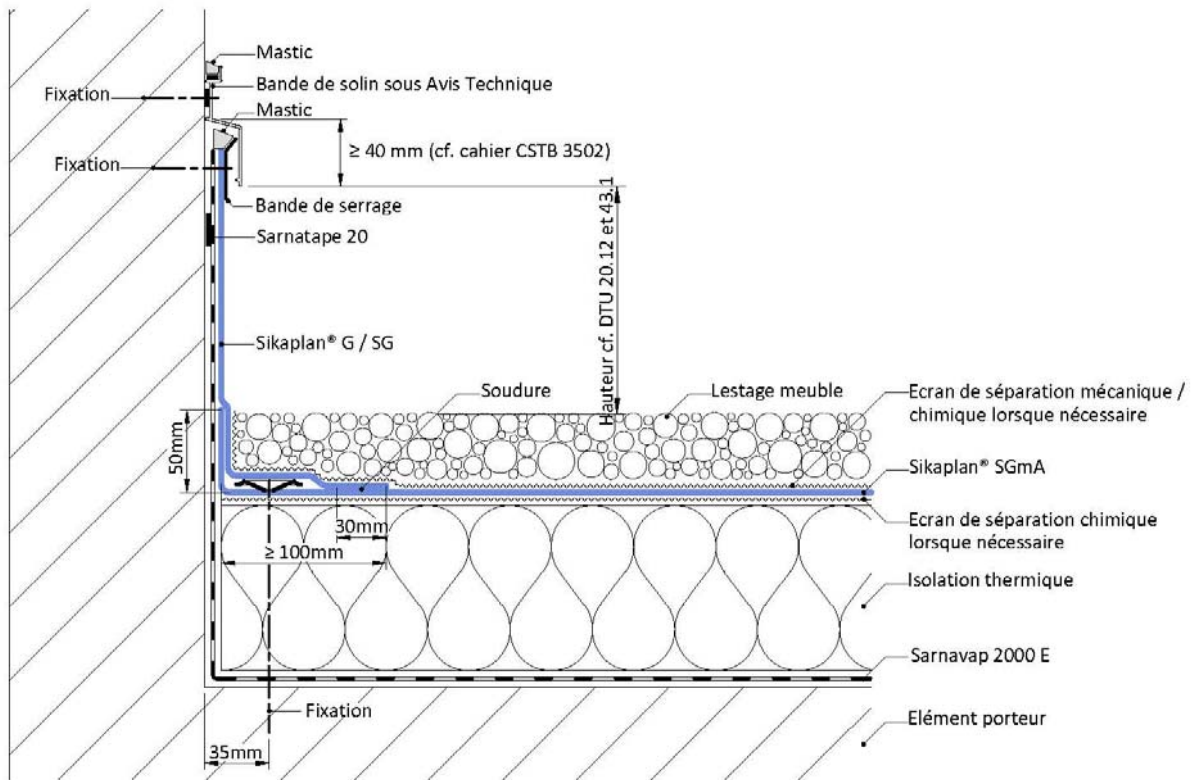 Mastic
Bande de solin sous Avis Technique
Fixation
Mastic
≥ 40 mm (cf. cahier CSTB 3502)
Fixation
Bande de serrage
Sarnatape 20
Hauteur cf. DTU 20.12 et 43.1
Sikaplan® G / SG
Soudure
Lestage meuble
Ecran de séparation mécanique /
chimique lorsque nécessaire
50mm
Sikaplan® SGmA
30mm
Ecran de séparation chimique
lorsque nécessaire
≥ 100mm
Isolation thermique
Sarnavap 2000 E
Fixation
Elément porteur
35mm